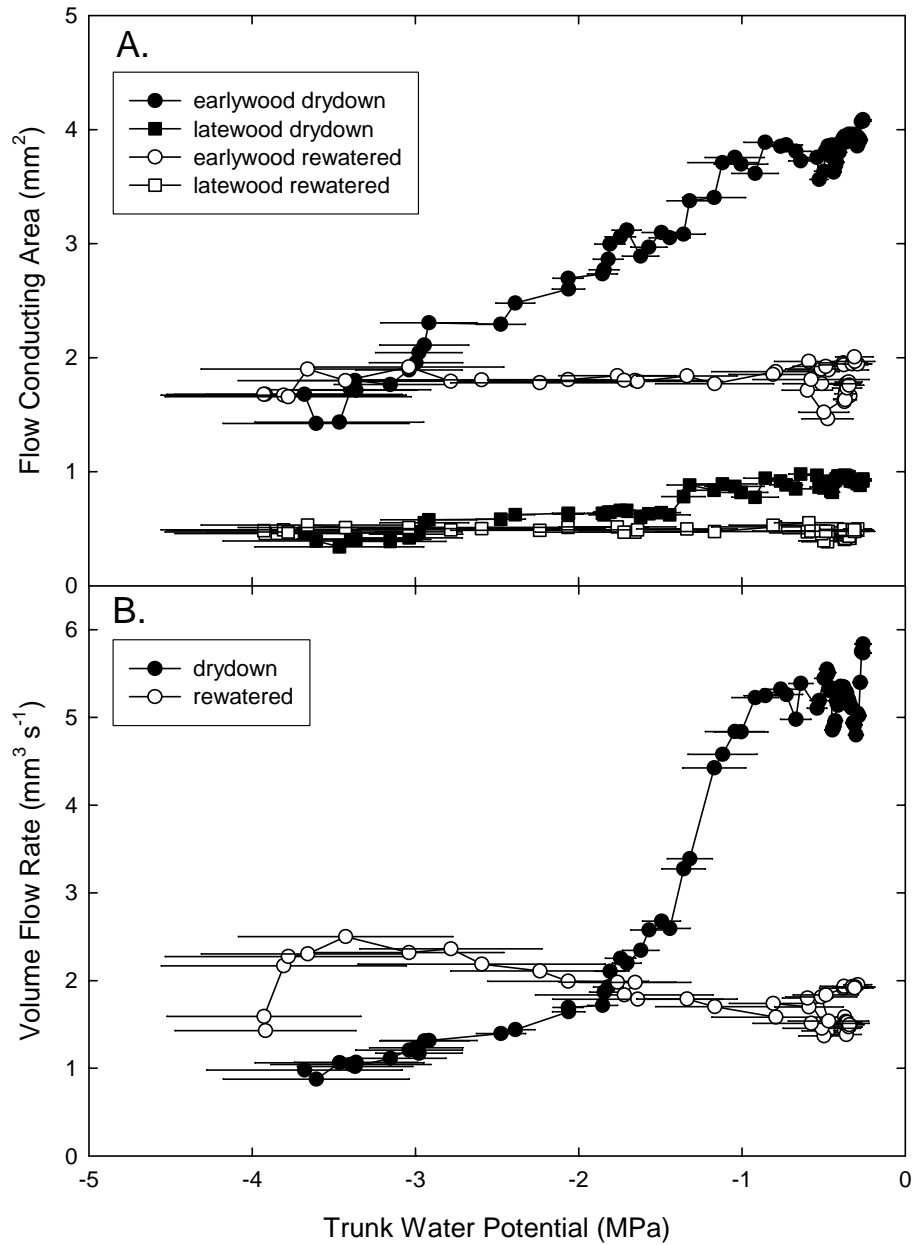 5
A.
earlywood drydown
latewood drydown
earlywood rewatered
latewood rewatered
4
3
2
1
0
Flow Conducting Area (mm²)
B.
drydown
rewatered
6
5
4
3
2
1
0
Volume Flow Rate (mm³ s⁻¹)
-5 -4 -3 -2 -1 0
Trunk Water Potential (MPa)